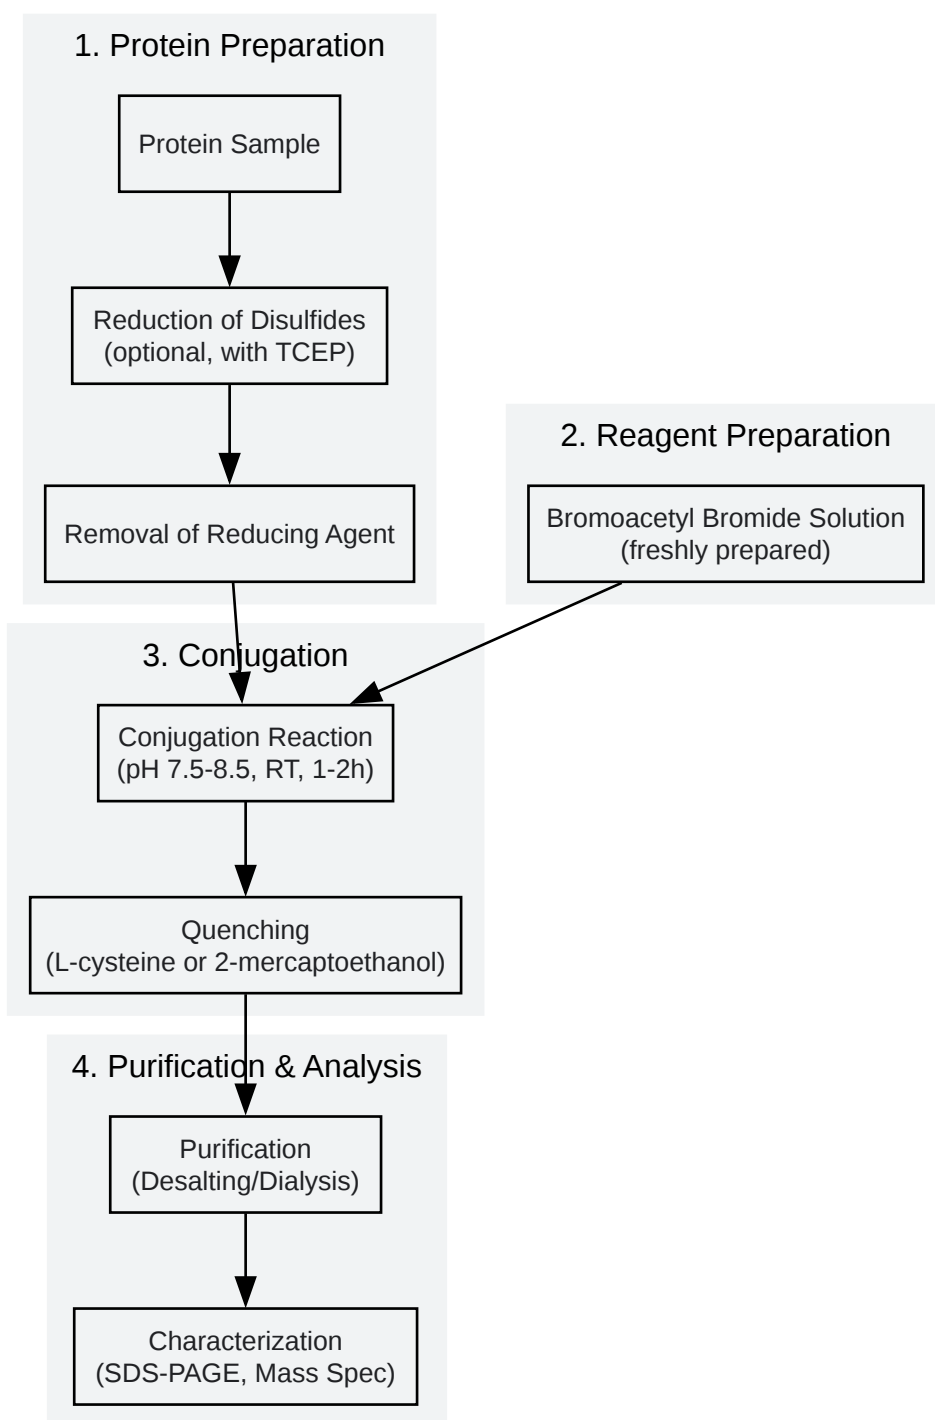 1. Protein Preparation
Protein Sample
Reduction of Disulfides
(optional, with TCEP)
Removal of Reducing Agent
2. Reagent Preparation
Bromoacetyl Bromide Solution
(freshly prepared)
3. Conjugation
Conjugation Reaction
(pH 7.5-8.5, RT, 1-2h)
Quenching
(L-cysteine or 2-mercaptoethanol)
4. Purification & Analysis
Purification
(Desalting/Dialysis)
Characterization
(SDS-PAGE, Mass Spec)